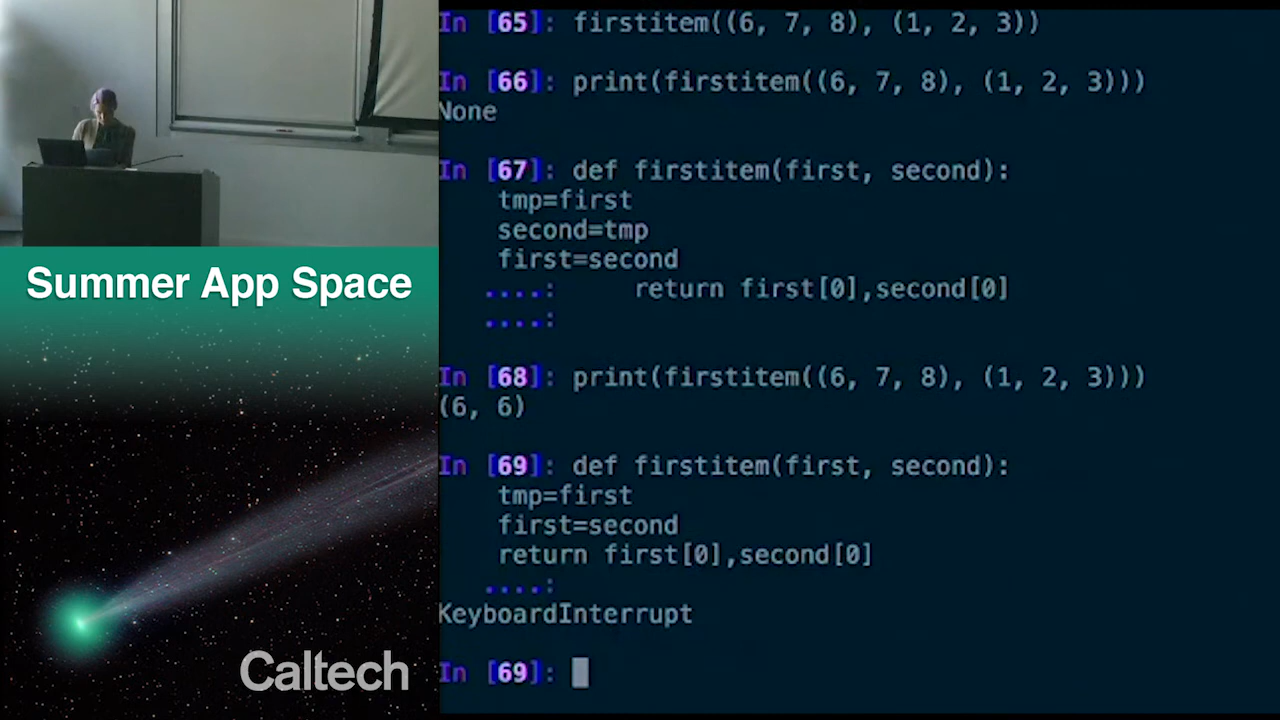 In [65]: firstitem((6, 7, 8), (1, 2, 3))
In [66]: print(firstitem((6, 7, 8), (1, 2, 3)))
None
In [67]: def firstitem(first, second):
tmp=first
second=tmp
first=second
....: return first[0],second[0]
....:
In [68]: print(firstitem((6, 7, 8), (1, 2, 3)))
(6, 6)
In [69]: def firstitem(first, second):
tmp=first
first=second
return first[0],second[0]
....:
KeyboardInterrupt
In [69]:
Summer App Space
Caltech